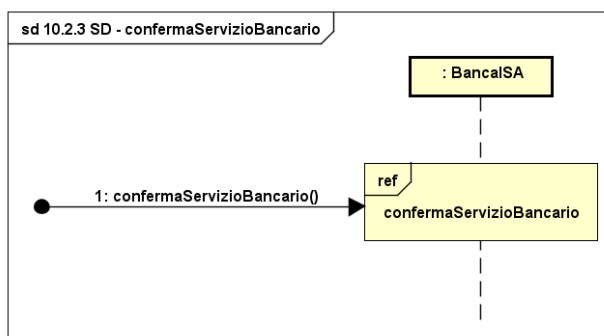 sd 10.2.3 SD - confermaServizioBancario
: BancaISA
ref
1: confermaServizioBancario()
confermaServizioBancario